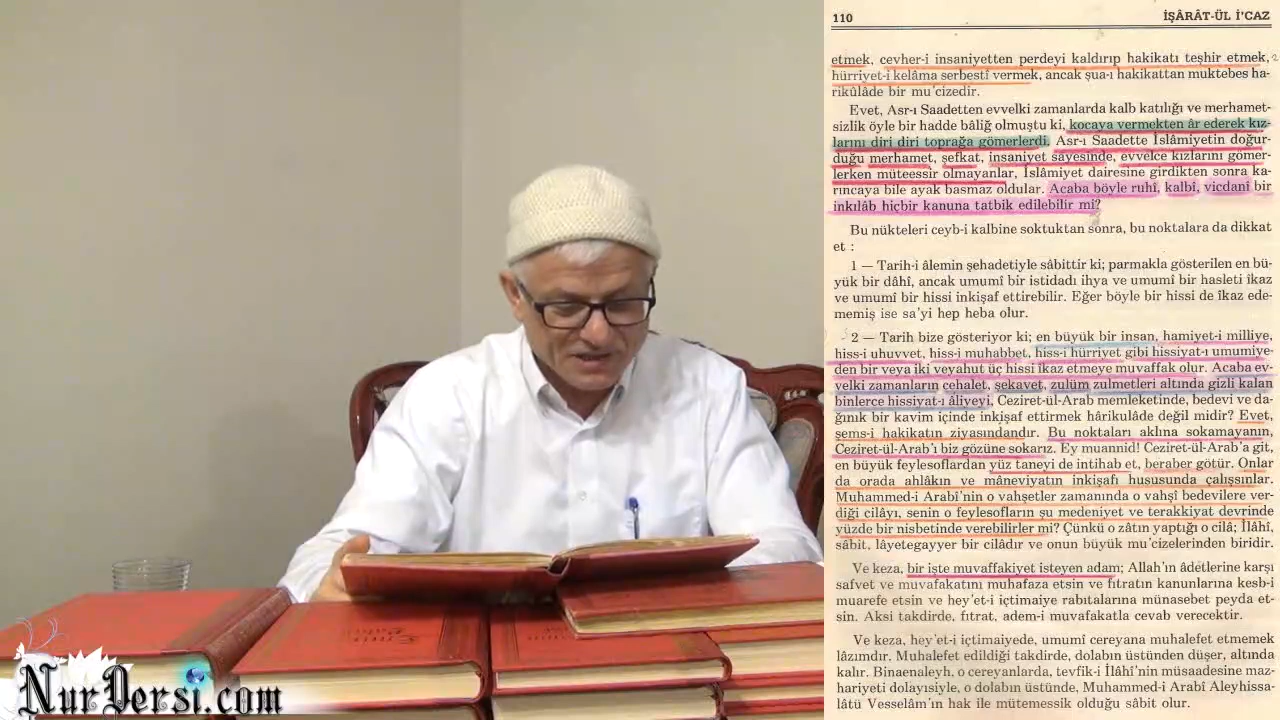 110
İŞÂRÂT-ÜL İ'CAZ
etmek, cevher-i insaniyetten perdeyi kaldırıp hakikatı teşhir etmek,
hürriyet-i kelâma serbestî vermek, ancak şua-ı hakikattan muktebes ha-
rikûlâde bir mu'cizedir.
Evet, Asr-ı Saadetten evvelki zamanlarda kalb katılığı ve merhamet-
sizlik öyle bir hadde bâliğ olmuştu ki, kocaya vermekten âr ederek kız-
larını diri diri toprağa gömerlerdi. Asr-ı Saadette İslâmiyetin doğur-
duğu merhamet, şefkat, insaniyet sayesinde, evvelce kızlarını gömer-
lerken müteessir olmayanlar, İslâmiyet dairesine girdikten sonra ka-
rıncaya bile ayak basmaz oldular. Acaba böyle ruhî, kalbî, vicdanî bir
inkılâb hiçbir kanuna tatbik edilebilir mi?
Bu nükteleri ceyb-i kalbine soktuktan sonra, bu noktalara da dikkat
et :
1 — Tarih-i âlemin şehadetiyle sâbittir ki; parmakla gösterilen en bü-
yük bir dâhî, ancak umumî bir istidadı ihya ve umumî bir hasleti îkaz
ve umumî bir hissi inkişaf ettirebilir. Eğer böyle bir hissi de îkaz ede-
memiş ise sa'yi hep heba olur.
2 — Tarih bize gösteriyor ki; en büyük bir insan, hamiyet-i milliye,
hiss-i uhuvvet, hiss-i muhabbet, hiss-i hürriyet gibi hissiyat-ı umumiye-
den bir veya iki veyahut üç hissi îkaz etmeye muvaffak olur. Acaba ev-
velki zamanların cehalet, şekavet, zulüm zulmetleri altında gizli kalan
binlerce hissiyat-ı âliyeyi, Ceziret-ül-Arab memleketinde, bedevi ve da-
ğınık bir kavim içinde inkişaf ettirmek hârikulâde değil midir? Evet,
şems-i hakikatın ziyasındandır. Bu noktaları aklına sokamayanın,
Ceziret-ül-Arab'ı biz gözüne sokarız. Ey muannid! Ceziret-ül-Arab'a git,
en büyük feylesoflardan yüz taneyi de intihab et, beraber götür. Onlar
da orada ahlâkın ve mâneviyatın inkişafı hususunda çalışsınlar.
Muhammed-i Arabî'nin o vahşetler zamanında o vahşî bedevilere ver-
diği cilâyı, senin o feylesofların şu medeniyet ve terakkiyat devrinde
yüzde bir nisbetinde verebilirler mi? Çünkü o zâtın yaptığı o cilâ; İlâhî,
sâbit, lâyetegayyer bir cilâdır ve onun büyük mu'cizelerinden biridir.
Ve keza, bir işte muvaffakiyet isteyen adam; Allah'ın âdetlerine karşı
safvet ve muvafakatını muhafaza etsin ve fıtratın kanunlarına kesb-i
muarefe etsin ve hey'et-i içtimaiye rabıtalarına münasebet peyda et-
sin. Aksi takdirde, fıtrat, adem-i muvafakatla cevab verecektir.
Ve keza, hey'et-i içtimaiyede, umumî cereyana muhalefet etmemek
lâzımdır. Muhalefet edildiği takdirde, dolabın üstünden düşer, altında
kalır. Binaenaleyh, o cereyanlarda, tevfik-i İlâhî'nin müsaadesine maz-
hariyeti dolayısiyle, o dolabın üstünde, Muhammed-i Arabî Aleyhissa-
lâtü Vesselâm'ın hak ile mütemessik olduğu sâbit olur.
NurDersi.com